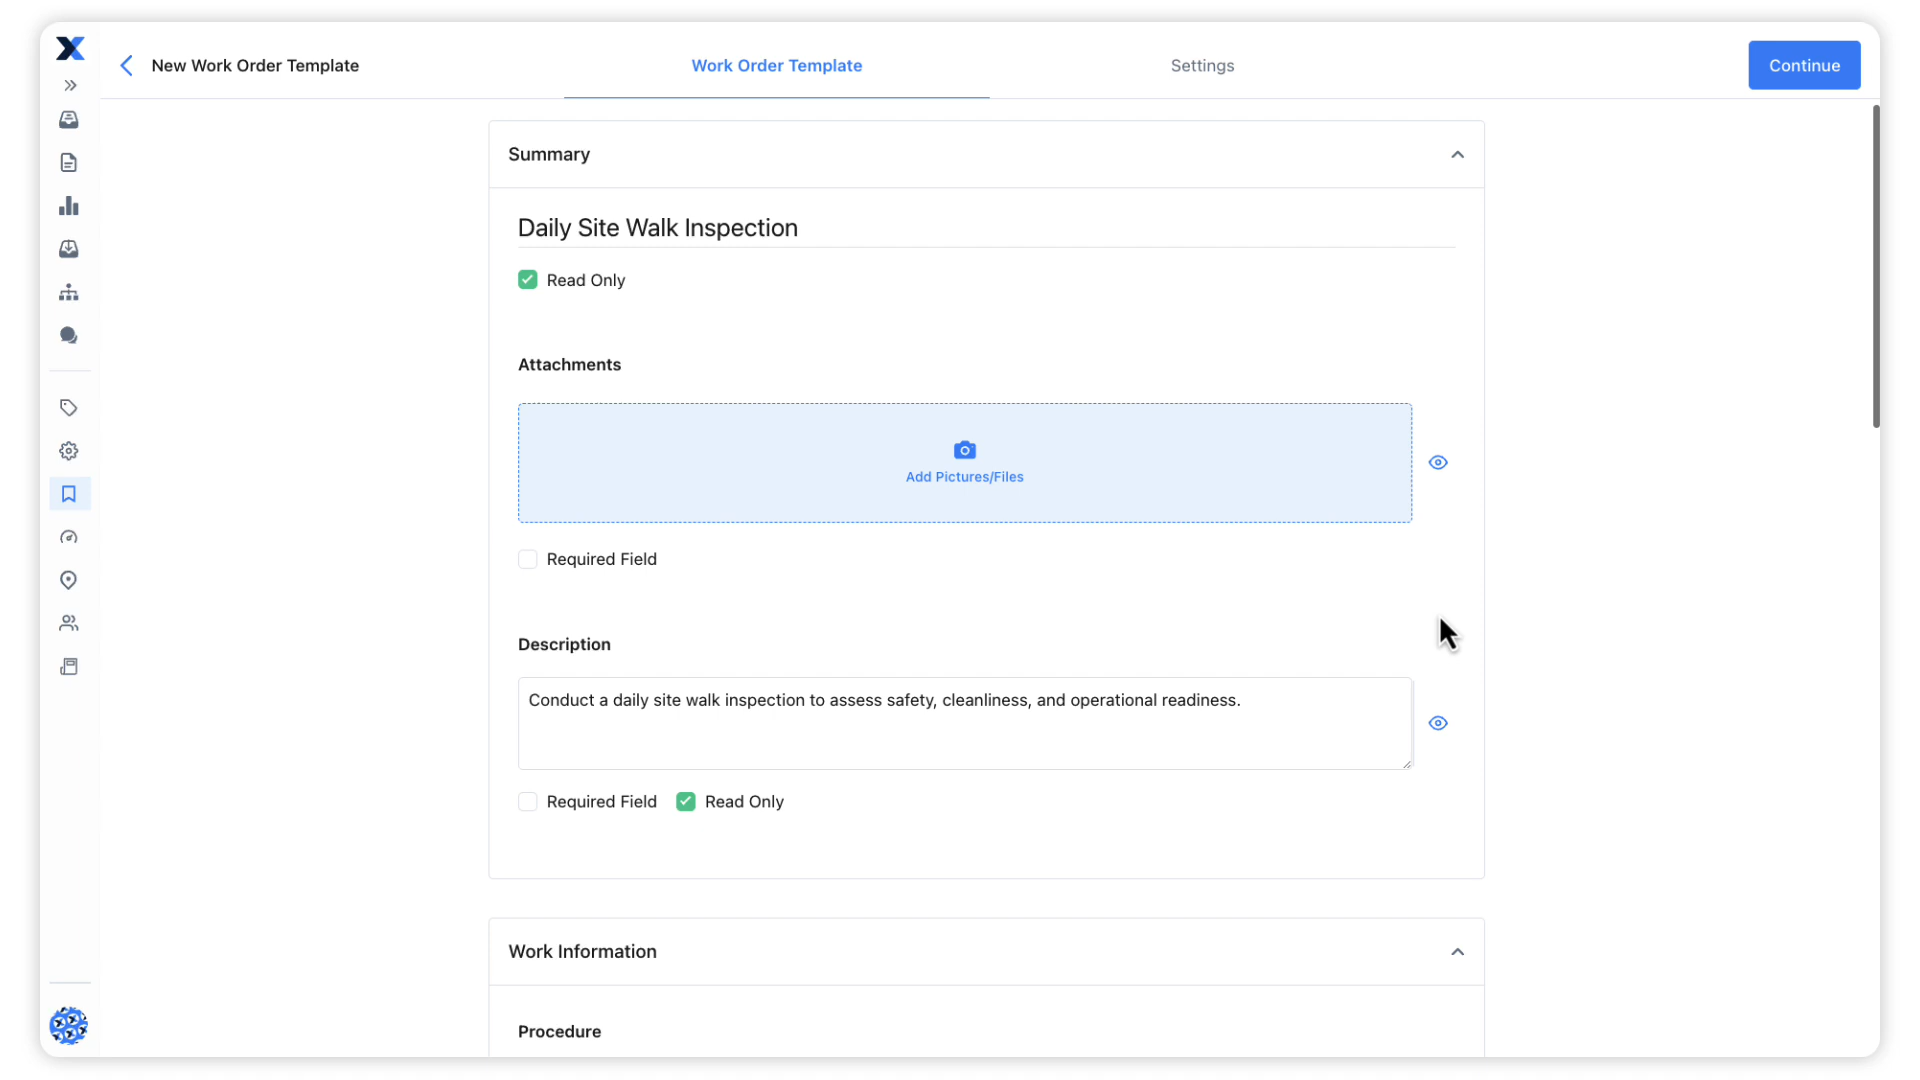 New Work Order Template
Work Order Template
Settings
Continue
Summary
Daily Site Walk Inspection
Read Only
Attachments
Add Pictures/Files
Required Field
Description
Conduct a daily site walk inspection to assess safety, cleanliness, and operational readiness.
Required Field
Read Only
Work Information
Procedure